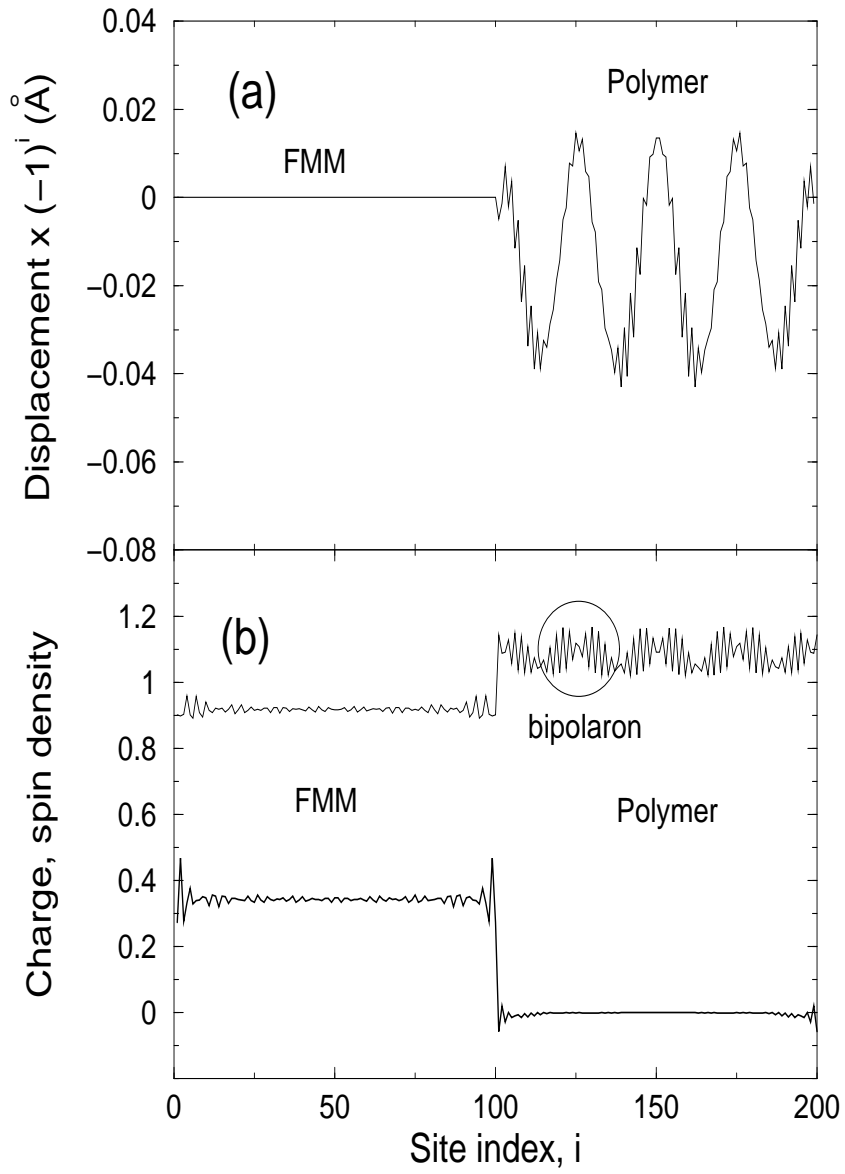 Displacement x (−1)^i (Å)
0.04
0.02
0
−0.02
−0.04
−0.06
−0.08
(a)
FMM
Polymer
Charge, spin density
1.2
1
0.8
0.6
0.4
0.2
0
(b)
bipolaron
FMM
Polymer
0
50
100
150
200
Site index, i